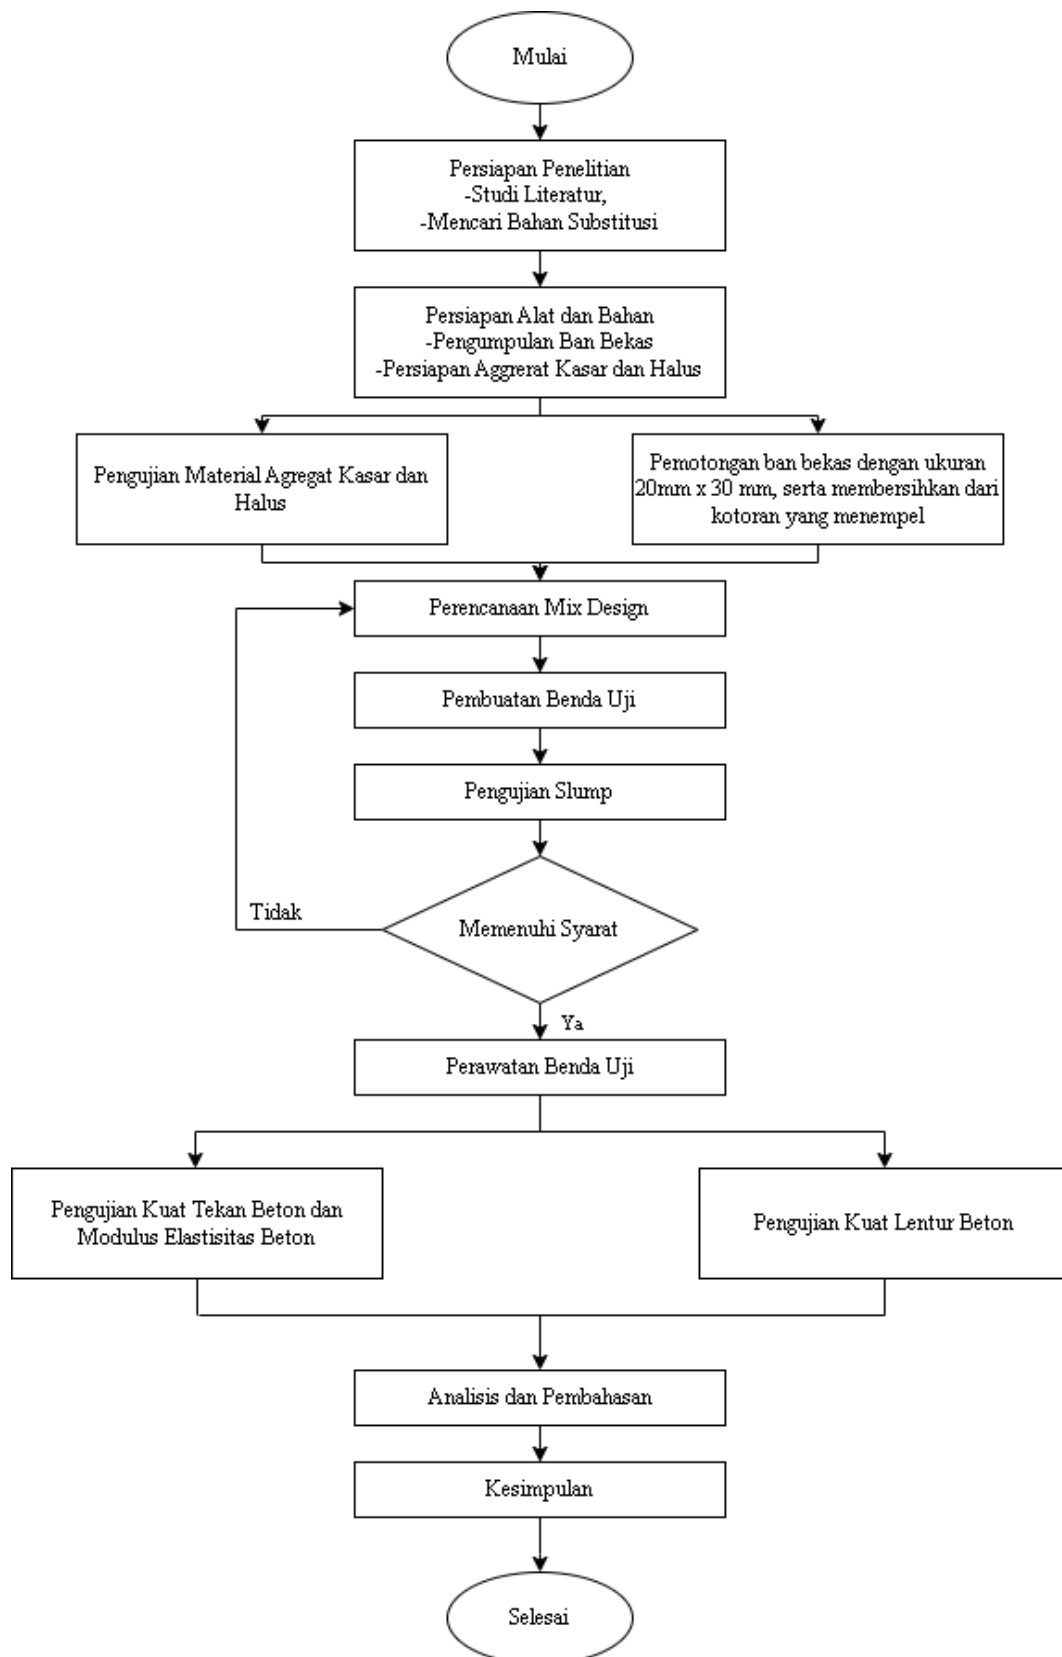 Mulai
Persiapan Penelitian
-Studi Literatur,
-Mencari Bahan Substitusi
Persiapan Alat dan Bahan
-Pengumpulan Ban Bekas
-Persiapan Aggrerat Kasar dan Halus
Pengujian Material Agregat Kasar dan
Halus
Pemotongan ban bekas dengan ukuran
20mm x 30 mm, serta membersihkan dari
kotoran yang menempel
Perencanaan Mix Design
Pembuatan Benda Uji
Pengujian Slump
Memenuhi Syarat
Tidak
Ya
Perawatan Benda Uji
Pengujian Kuat Tekan Beton dan
Modulus Elastisitas Beton
Pengujian Kuat Lentur Beton
Analisis dan Pembahasan
Kesimpulan
Selesai